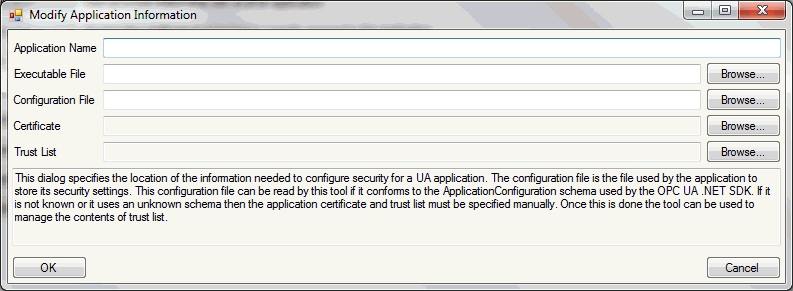 Modify Application Information
Application Name
Executable File
Browse...
Configuration File
Browse...
Certificate
Browse...
Trust List
Browse...
This dialog specifies the location of the information needed to configure security for a UA application. The configuration file is the file used by the application to
store its security settings. This configuration file can be read by this tool if it conforms to the ApplicationConfiguration schema used by the OPC UA .NET SDK. If it
is not known or it uses an unknown schema then the application certificate and trust list must be specified manually. Once this is done the tool can be used to
manage the contents of trust list.
OK
Cancel